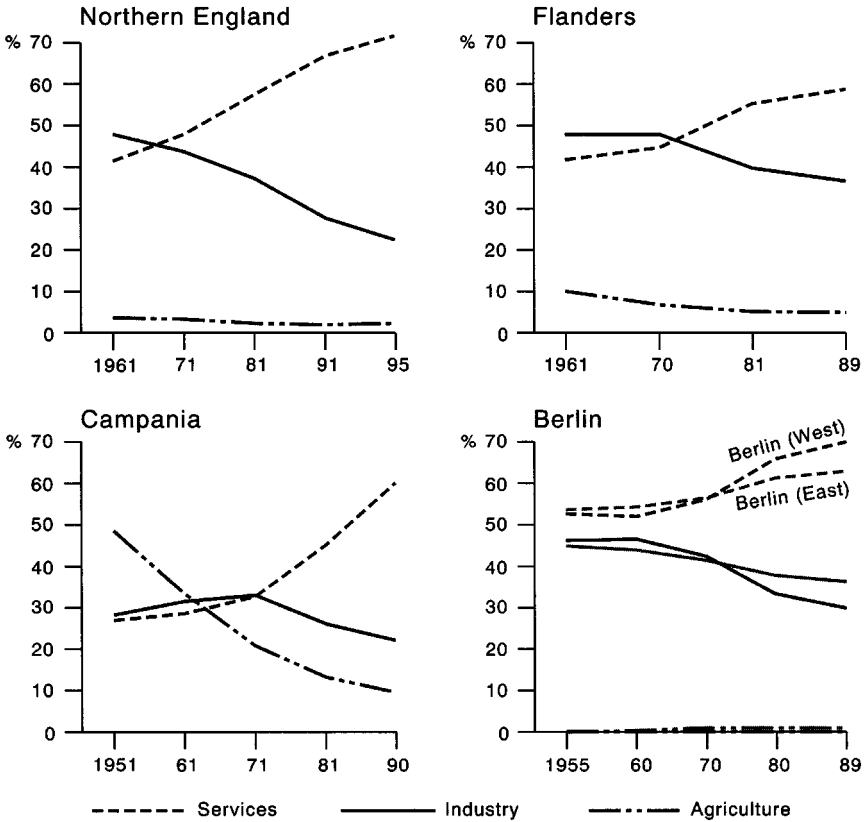 Northern England
% 70
60
50
40
30
20
10
0
1961 71 81 91 95
Flanders
% 70
60
50
40
30
20
10
0
1961 70 81 89
Campania
% 70
60
50
40
30
20
10
0
1951 61 71 81 90
Berlin
% 70
60
50
40
30
20
10
0
Berlin (West)
Berlin (East)
1955 60 70 80 89
Services Industry Agriculture